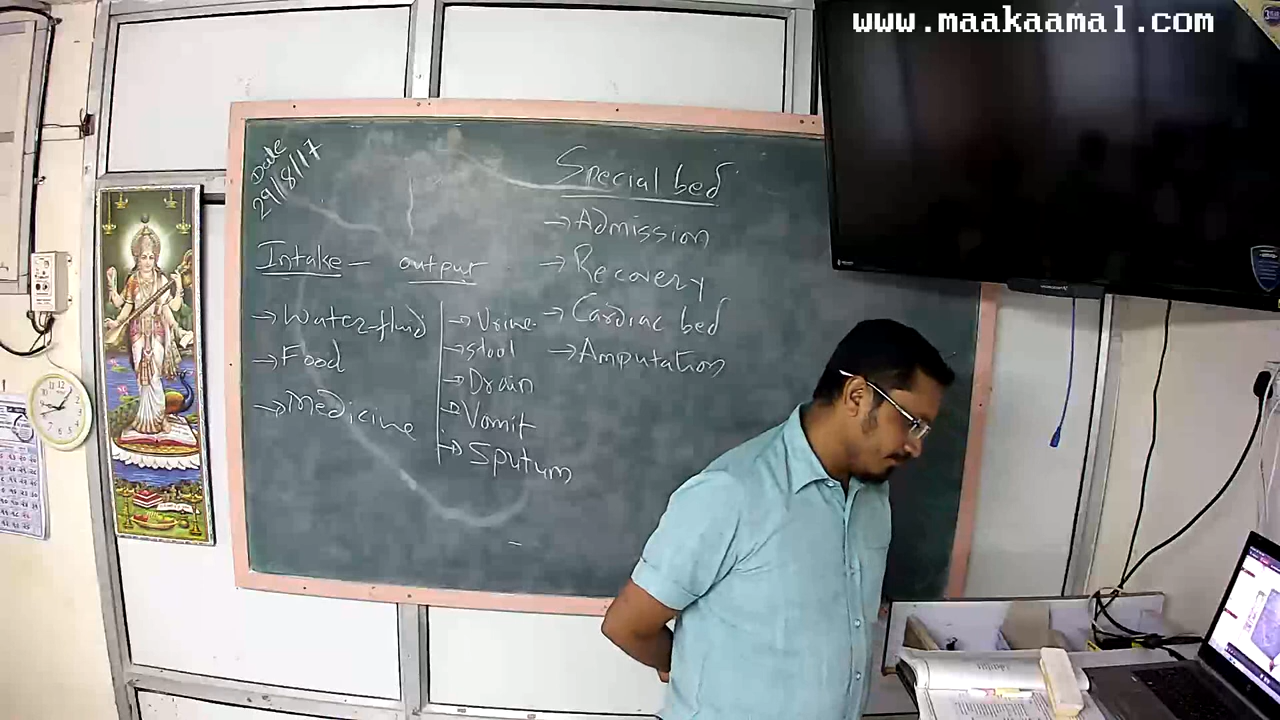 www.maakaamal.com
Date
29/8/17
Special bed
→Admission
→Recovery
→Cardiac bed
→Amputation
Intake - output
→Water-fluid
→Food
→Medicine
→Urine
→Stool
→Drain
→Vomit
→Sputum